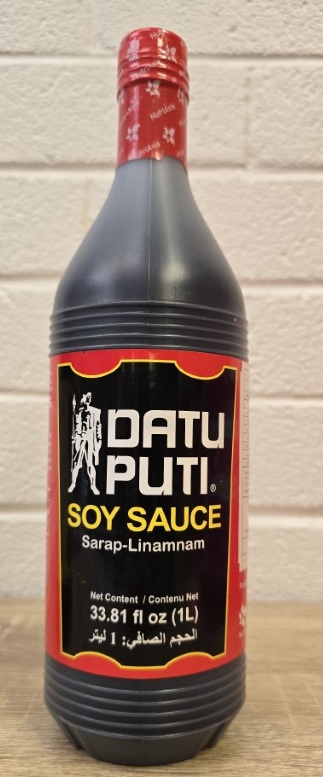 NutriAsia
DATU
PUTI®
SOY SAUCE
Sarap-Linamnam
Net Content / Contenu Net
33.81 fl oz (1L)
الحجم الصافي: 1 ليتر